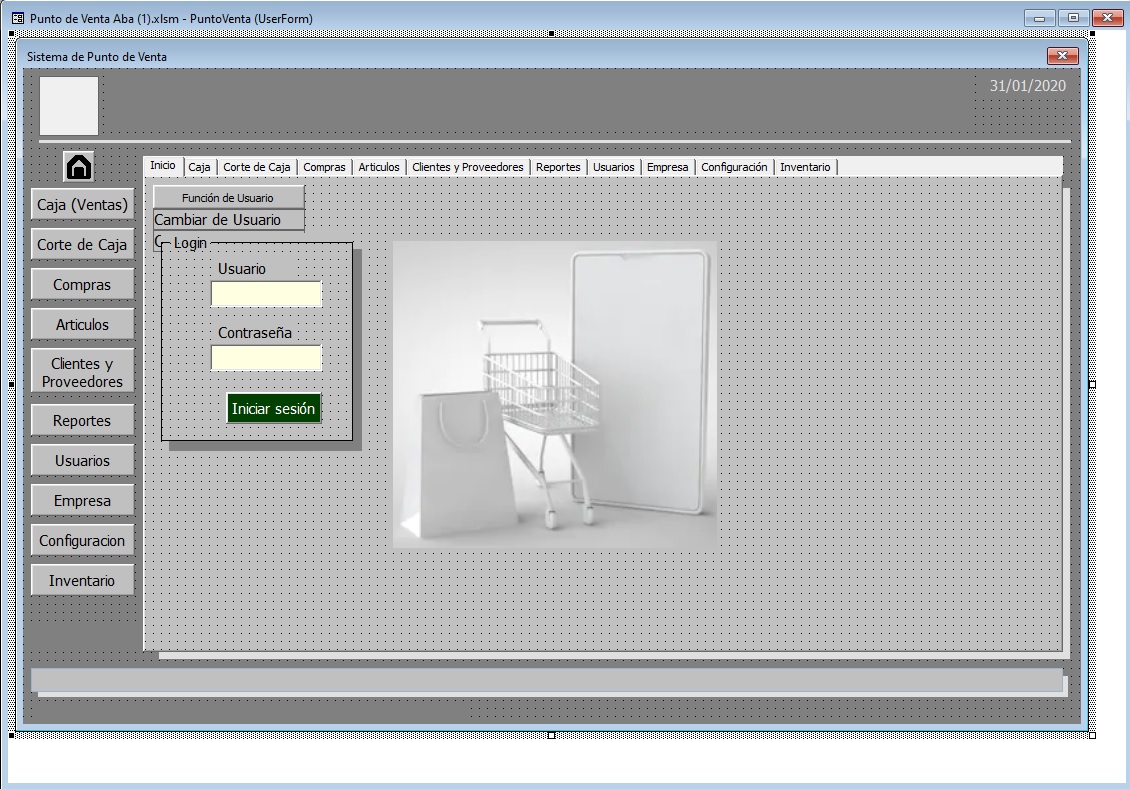 Punto de Venta Aba (1).xlsm - PuntoVenta (UserForm)
Sistema de Punto de Venta
31/01/2020
Inicio Caja Corte de Caja Compras Articulos Clientes y Proveedores Reportes Usuarios Empresa Configuración Inventario
Caja (Ventas)
Corte de Caja
Compras
Articulos
Clientes y
Proveedores
Reportes
Usuarios
Empresa
Configuracion
Inventario
Función de Usuario
Cambiar de Usuario
Login
Usuario
Contraseña
Iniciar sesión